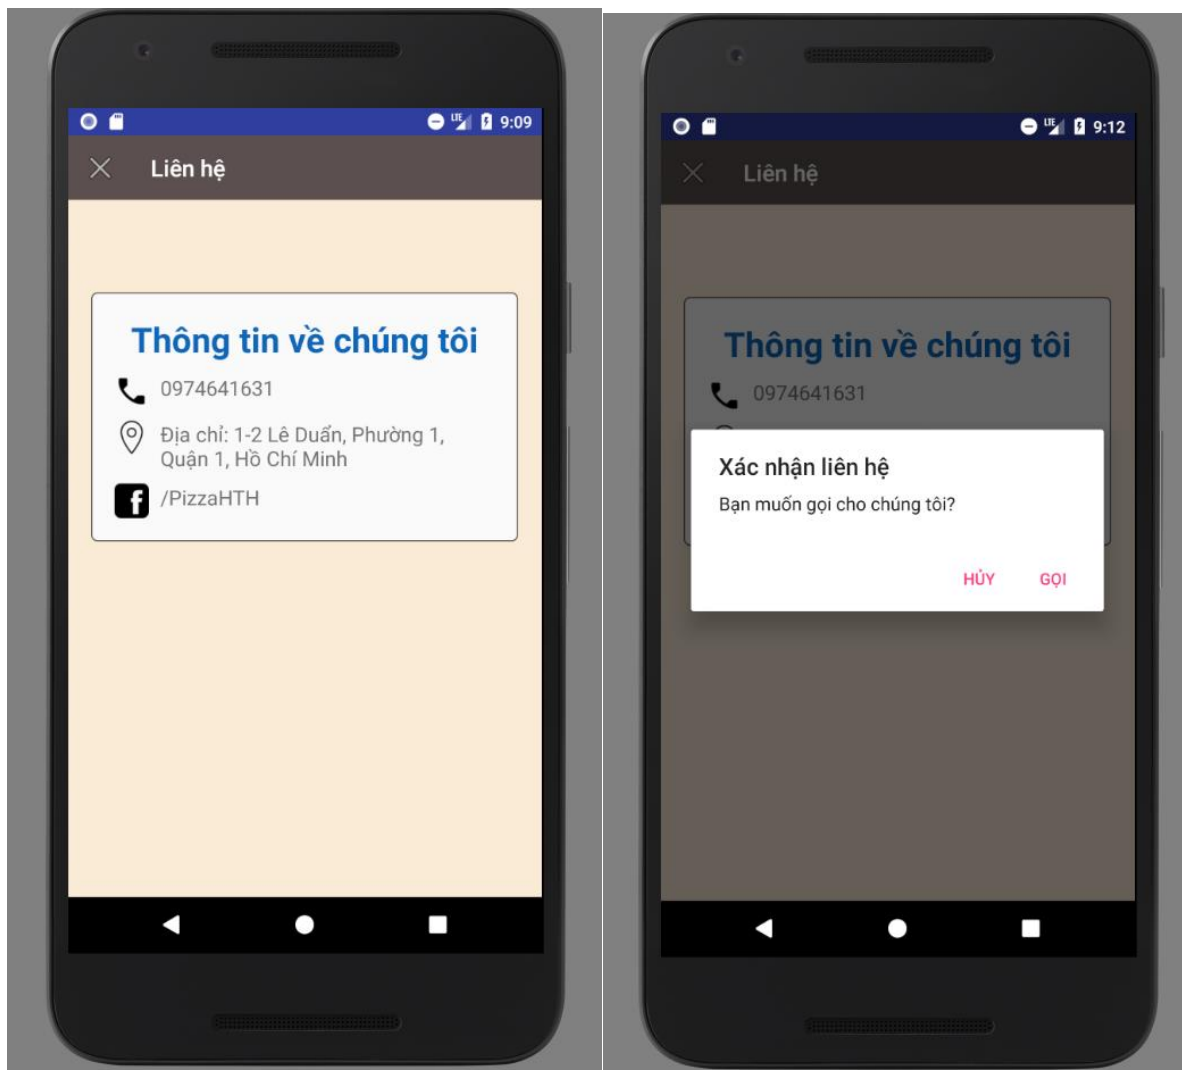 LTE 9:09
Liên hệ
Thông tin về chúng tôi
0974641631
Địa chỉ: 1-2 Lê Duẩn, Phường 1,
Quận 1, Hồ Chí Minh
/PizzaHTH
LTE 9:12
Liên hệ
Thông tin về chúng tôi
0974641631
Xác nhận liên hệ
Bạn muốn gọi cho chúng tôi?
HỦY GỌI